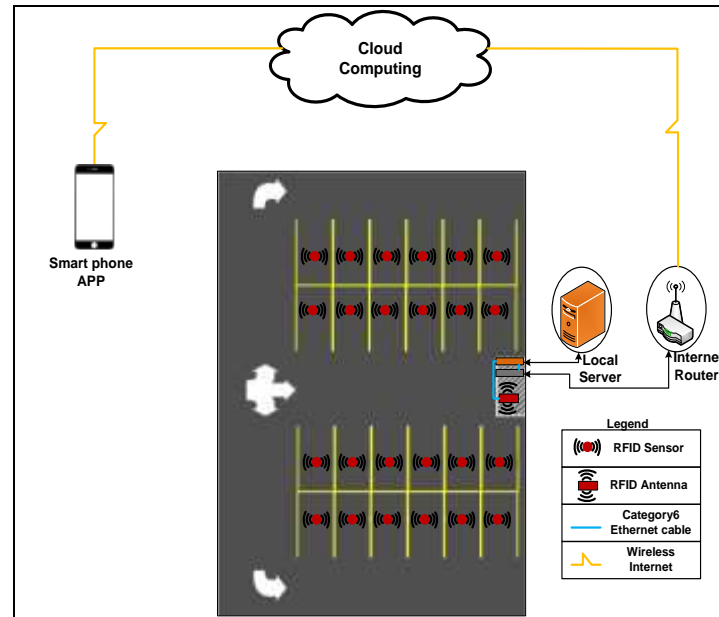 Cloud
Computing
Smart phone
APP
Local
Server
Interne
Router
Legend
RFID Sensor
RFID Antenna
Category6
Ethernet cable
Wireless
Internet